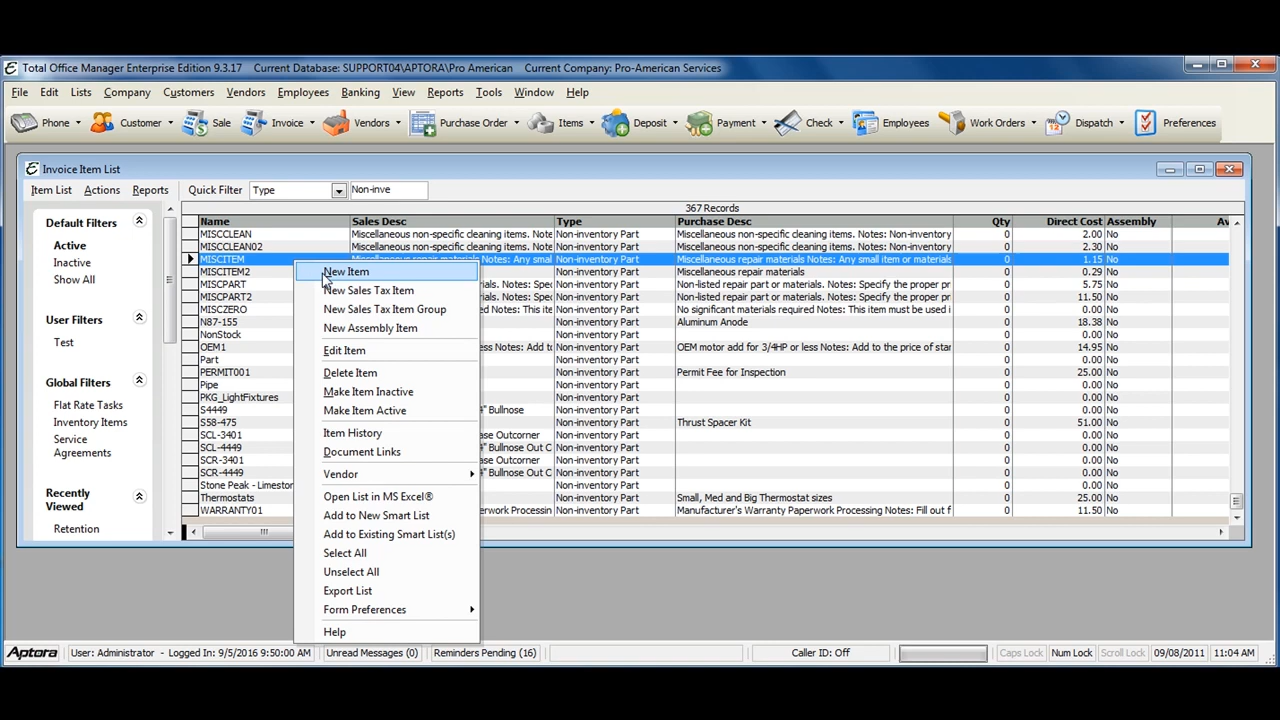 Total Office Manager Enterprise Edition 9.3.17 Current Database: SUPPORT04\APTORA\Pro American Current Company: Pro-American Services
File Edit Lists Company Customers Vendors Employees Banking View Reports Tools Window Help
Phone Customer Sale Invoice Vendors Purchase Order Items Deposit Payment Check Employees Work Orders Dispatch Preferences
Invoice Item List
Item List Actions Reports Quick Filter Type Non-inve
367 Records
Default Filters
Active
Inactive
Show All
User Filters
Test
Global Filters
Flat Rate Tasks
Inventory Items
Service
Agreements
Recently
Viewed
Retention
Name Sales Desc Type Purchase Desc Qty Direct Cost Assembly Av
MISCCLEAN Miscellaneous non-specific cleaning items. Note Non-inventory Part Miscellaneous non-specific cleaning items. Notes: Non-inventory 0 2.00 No
MISCCLEAN02 Miscellaneous non-specific cleaning items. Note Non-inventory Part Miscellaneous non-specific cleaning items. Notes: Non-inventory 0 2.30 No
MISCITEM Miscellaneous repair materials Notes: Any smal Non-inventory Part Miscellaneous repair materials Notes: Any small item or materials 0 1.15 No
MISCITEM2 Non-inventory Part Miscellaneous repair materials 0 0.29 No
MISCPART rials. Notes: Spec Non-inventory Part Non-listed repair part or materials. Notes: Specify the proper pr 0 5.75 No
MISCPART2 rials. Notes: Spec Non-inventory Part Non-listed repair part or materials. Notes: Specify the proper pr 0 11.50 No
MISCZERO red Notes: This ite Non-inventory Part No significant materials required Notes: This item must be used i 0 0.00 No
N87-155 Non-inventory Part Aluminum Anode 0 18.38 No
NonStock Non-inventory Part 0 0.00 No
OEM1 less Notes: Add to Non-inventory Part OEM motor add for 3/4HP or less Notes: Add to the price of star 0 14.95 No
Part Non-inventory Part 0 0.00 No
PERMIT001 Non-inventory Part Permit Fee for Inspection 0 25.00 No
Pipe Non-inventory Part 0 0.00 No
PKG_LightFixtures Non-inventory Part 0 0.00 No
S4449 4" Bullnose Non-inventory Part 0 0.00 No
S58-475 Non-inventory Part Thrust Spacer Kit 0 51.00 No
SCL-3401 ase Outcorner Non-inventory Part 0 0.00 No
SCL-4449 4" Bullnose Out C Non-inventory Part 0 0.00 No
SCR-3401 ase Outcorner Non-inventory Part 0 0.00 No
SCR-4449 4" Bullnose Out C Non-inventory Part 0 0.00 No
Stone Peak - Limestor Non-inventory Part 0 0.00 No
Thermostats Non-inventory Part Small, Med and Big Thermostat sizes 0 25.00 No
WARRANTY01 perwork Processin Non-inventory Part Manufacturer's Warranty Paperwork Processing Notes: Fill out f 0 11.50 No
New Item
New Sales Tax Item
New Sales Tax Item Group
New Assembly Item
Edit Item
Delete Item
Make Item Inactive
Make Item Active
Item History
Document Links
Vendor
Open List in MS Excel®
Add to New Smart List
Add to Existing Smart List(s)
Select All
Unselect All
Export List
Form Preferences
Help
Aptora User: Administrator - Logged In: 9/5/2016 9:50:00 AM Unread Messages (0) Reminders Pending (16) Caller ID: Off Caps Lock Num Lock Scroll Lock 09/08/2011 11:04 AM